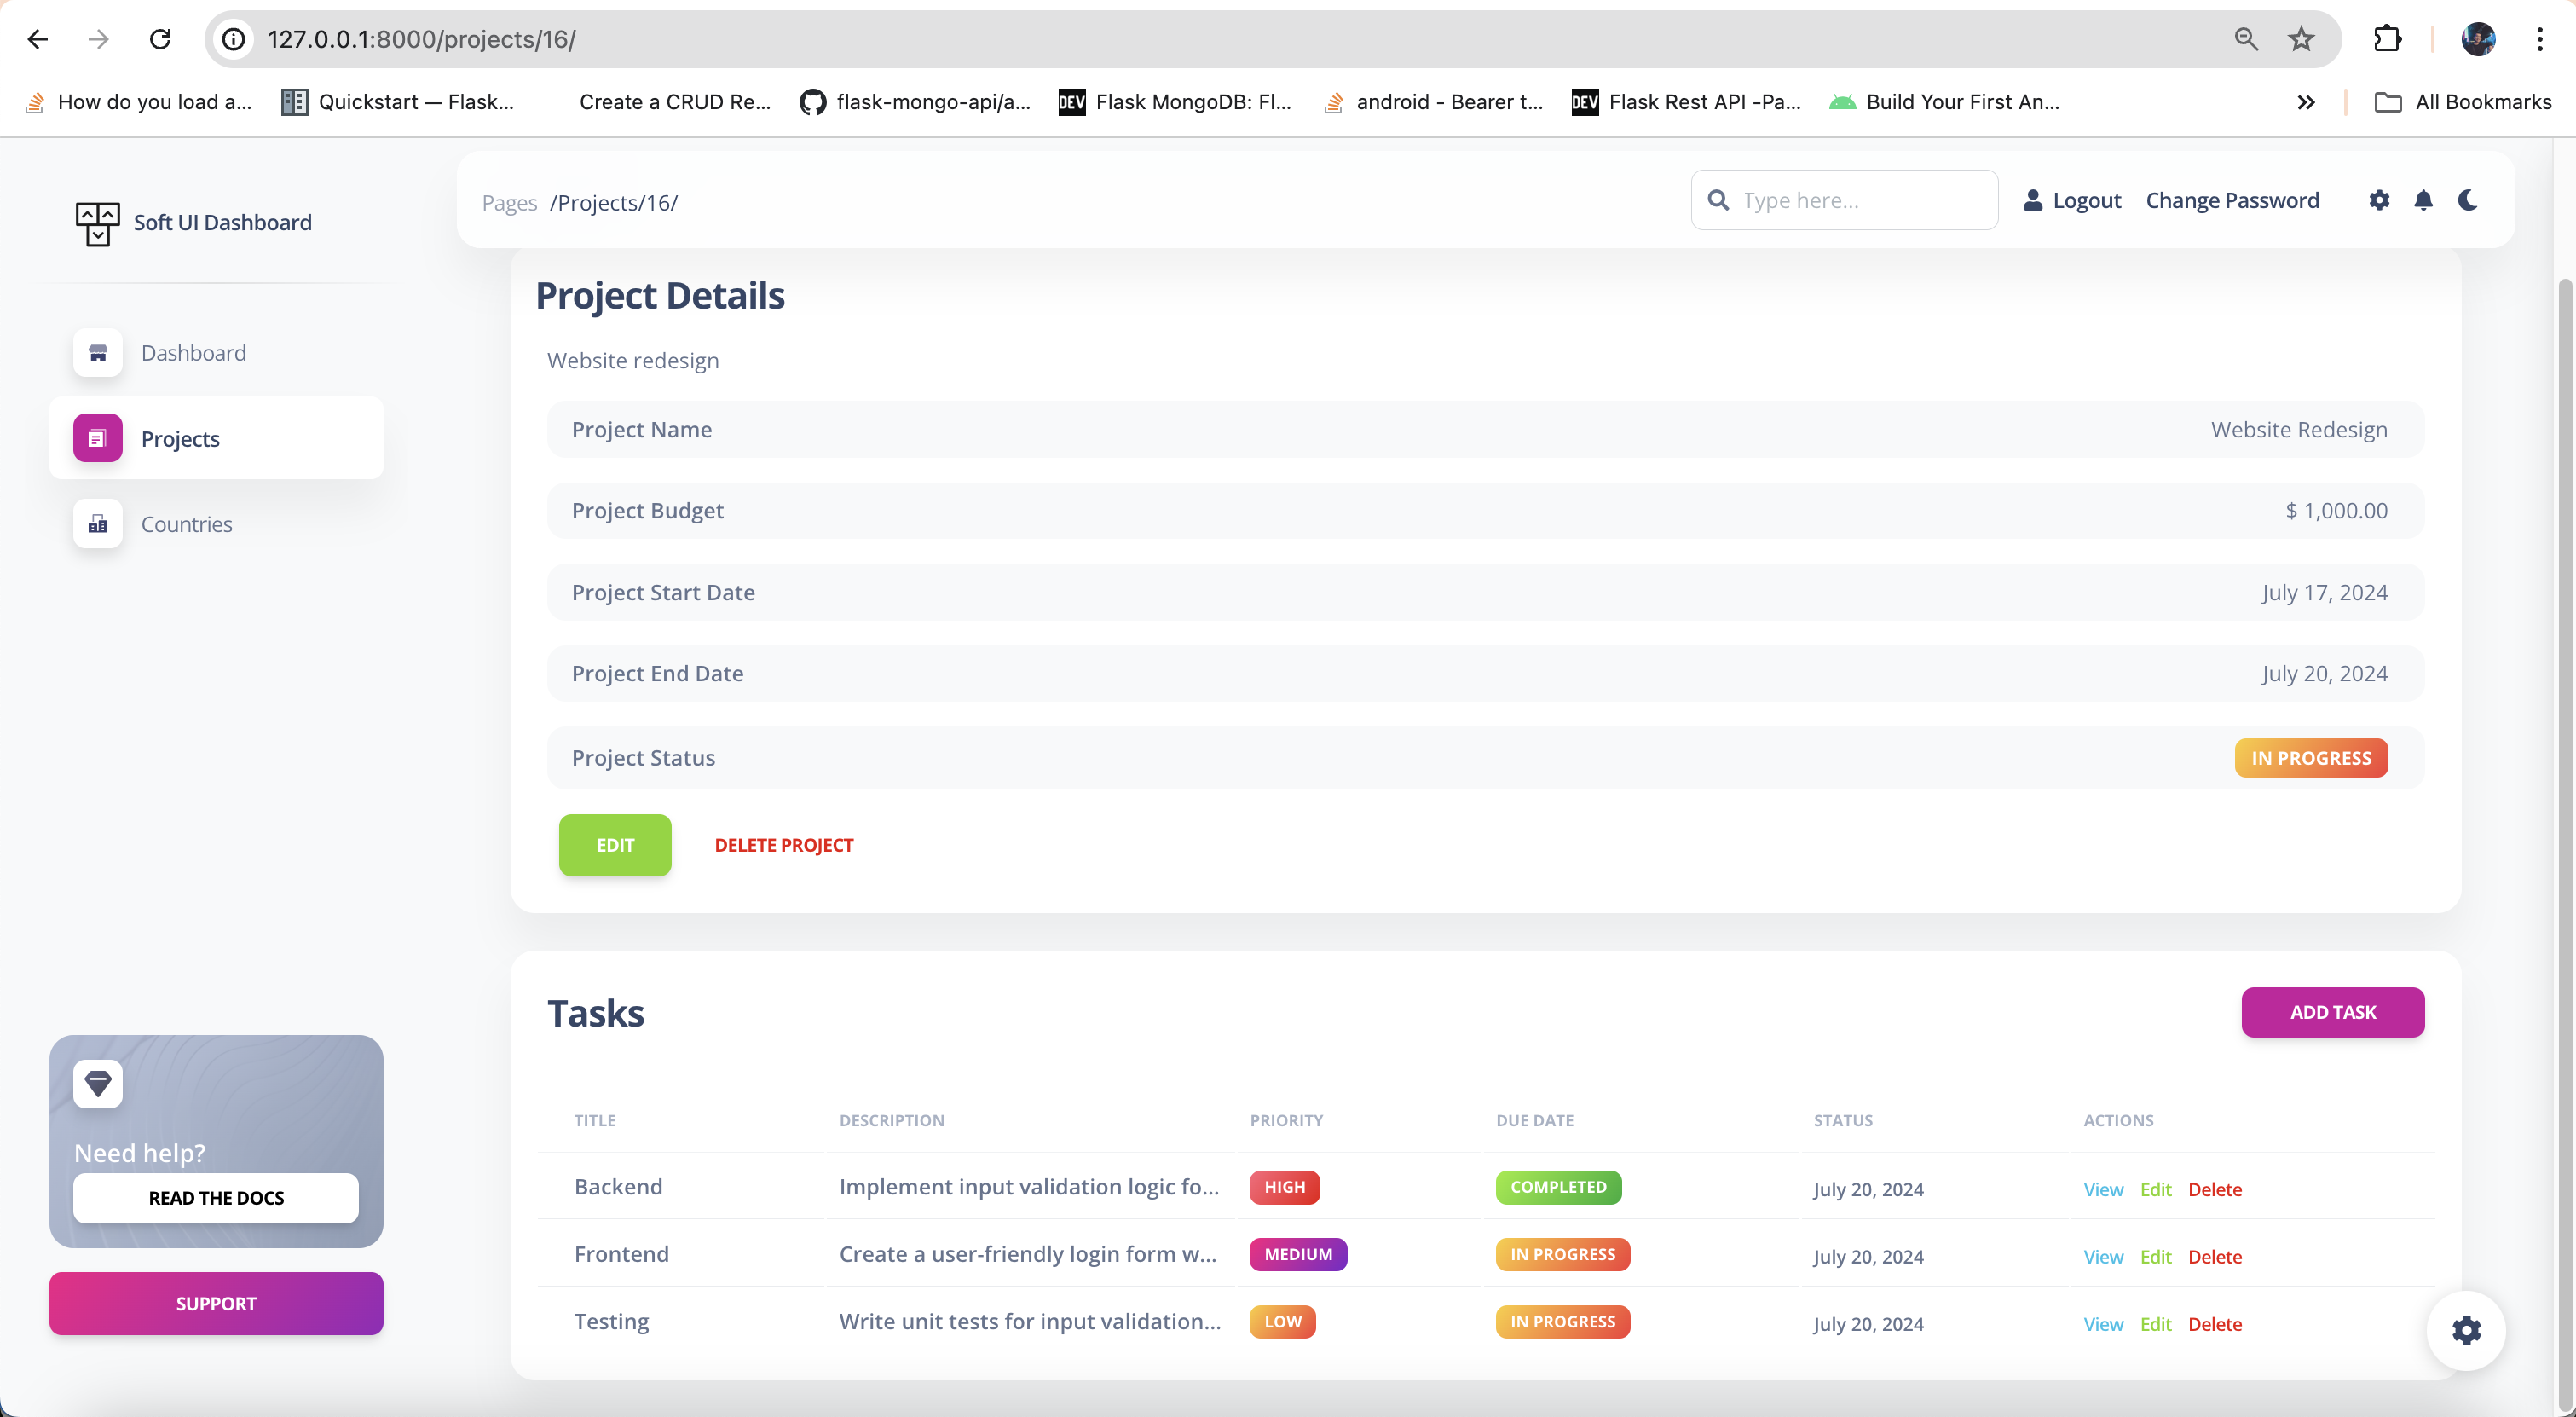 127.0.0.1:8000/projects/16/
How do you load a...
Quickstart — Flask...
Create a CRUD Re...
flask-mongo-api/a...
DEV
Flask MongoDB: Fl...
android - Bearer t...
DEV
Flask Rest API -Pa...
Build Your First An...
All Bookmarks
Soft UI Dashboard
Pages /Projects/16/
Type here...
Logout
Change Password
Dashboard
Projects
Countries
Need help?
READ THE DOCS
SUPPORT
Project Details
Website redesign
Project Name Website Redesign
Project Budget $ 1,000.00
Project Start Date July 17, 2024
Project End Date July 20, 2024
Project Status IN PROGRESS
EDIT DELETE PROJECT
Tasks ADD TASK
TITLE DESCRIPTION PRIORITY DUE DATE STATUS ACTIONS
Backend Implement input validation logic fo... HIGH COMPLETED July 20, 2024 View Edit Delete
Frontend Create a user-friendly login form w... MEDIUM IN PROGRESS July 20, 2024 View Edit Delete
Testing Write unit tests for input validation... LOW IN PROGRESS July 20, 2024 View Edit Delete